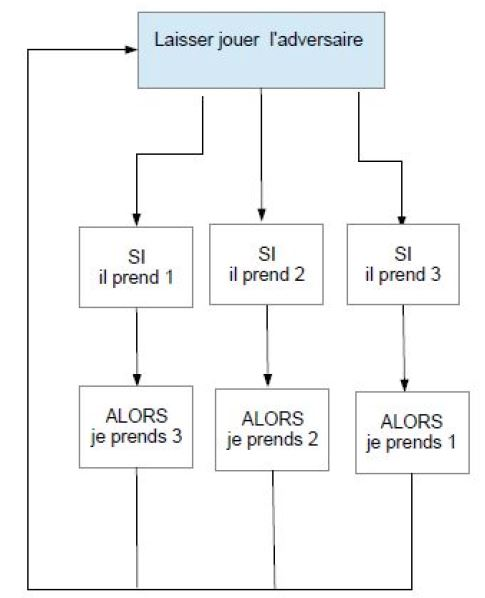 Laisser jouer l'adversaire
SI
il prend 1
SI
il prend 2
SI
il prend 3
ALORS
je prends 3
ALORS
je prends 2
ALORS
je prends 1